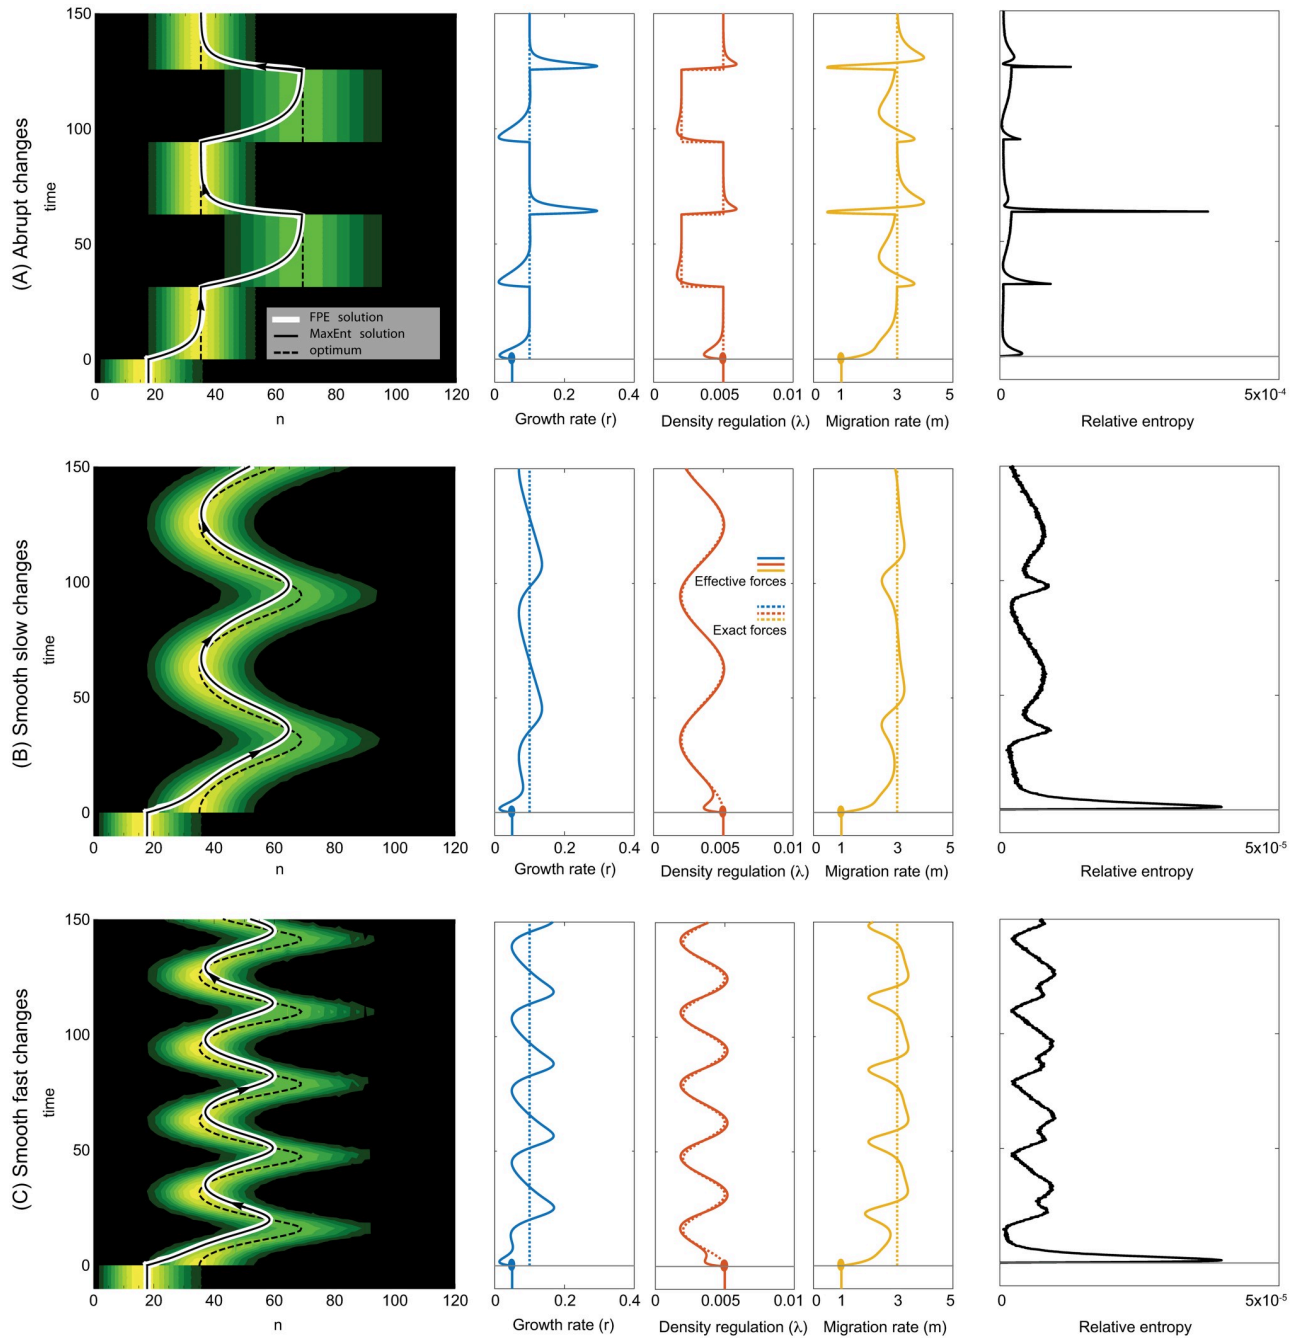 (A) Abrupt changes
time
150
100
50
0
FPE solution
MaxEnt solution
optimum
0 20 40 60 80 100 120
n
0 0.2 0.4
Growth rate (r)
0 0.005 0.01
Density regulation (λ)
0 1 3 5
Migration rate (m)
0 5x10-4
Relative entropy
(B) Smooth slow changes
time
150
100
50
0
Effective forces
Exact forces
0 20 40 60 80 100 120
n
0 0.2 0.4
Growth rate (r)
0 0.005 0.01
Density regulation (λ)
0 1 3 5
Migration rate (m)
0 5x10-5
Relative entropy
(C) Smooth fast changes
time
150
100
50
0
0 20 40 60 80 100 120
n
0 0.2 0.4
Growth rate (r)
0 0.005 0.01
Density regulation (λ)
0 1 3 5
Migration rate (m)
0 5x10-5
Relative entropy